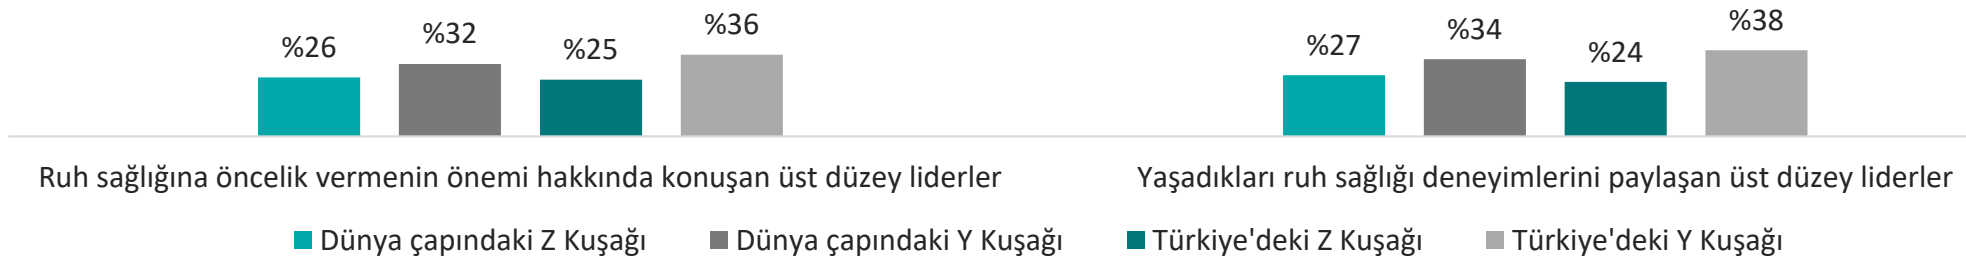 %26 %32 %25 %36 %27 %34 %24 %38
Ruh sağlığına öncelik vermenin önemi hakkında konuşan üst düzey liderler
Yaşadıkları ruh sağlığı deneyimlerini paylaşan üst düzey liderler
Dünya çapındaki Z Kuşağı Dünya çapındaki Y Kuşağı Türkiye'deki Z Kuşağı Türkiye'deki Y Kuşağı